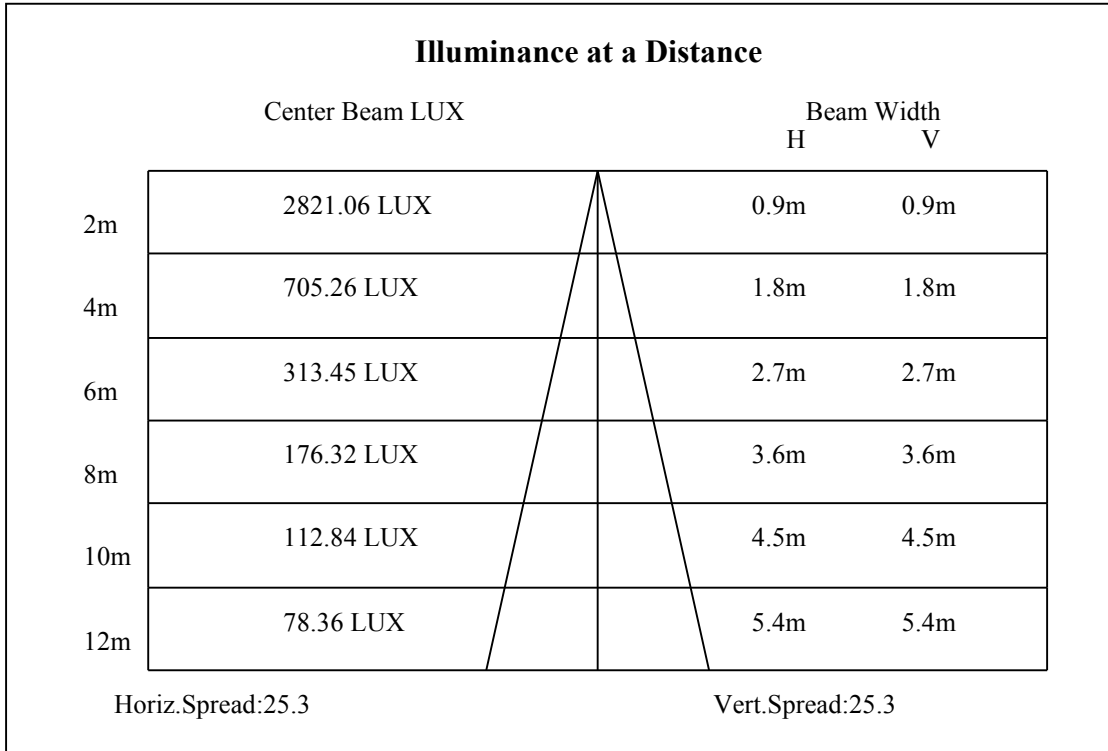 Illuminance at a Distance
Center Beam LUX Beam Width
H V
2m 2821.06 LUX 0.9m 0.9m
4m 705.26 LUX 1.8m 1.8m
6m 313.45 LUX 2.7m 2.7m
8m 176.32 LUX 3.6m 3.6m
10m 112.84 LUX 4.5m 4.5m
12m 78.36 LUX 5.4m 5.4m
Horiz.Spread:25.3 Vert.Spread:25.3